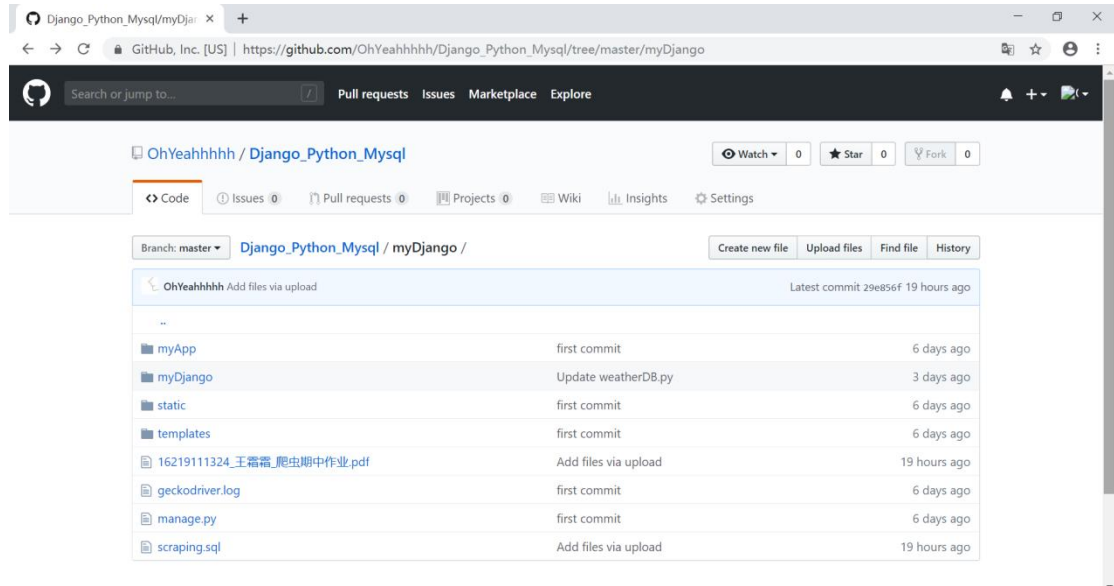 Django_Python_Mysql/myDjan
GitHub, Inc. [US] | https://github.com/OhYeahhhhh/Django_Python_Mysql/tree/master/myDjango
Search or jump to... / Pull requests Issues Marketplace Explore
OhYeahhhhh / Django_Python_Mysql Watch 0 Star 0 Fork 0
Code Issues 0 Pull requests 0 Projects 0 Wiki Insights Settings
Branch: master Django_Python_Mysql / myDjango / Create new file Upload files Find file History
OhYeahhhhh Add files via upload Latest commit 29e856f 19 hours ago
..
myApp first commit 6 days ago
myDjango Update weatherDB.py 3 days ago
static first commit 6 days ago
templates first commit 6 days ago
16219111324_王霜霜_爬虫期中作业.pdf Add files via upload 19 hours ago
geckodriver.log first commit 6 days ago
manage.py first commit 6 days ago
scraping.sql Add files via upload 19 hours ago